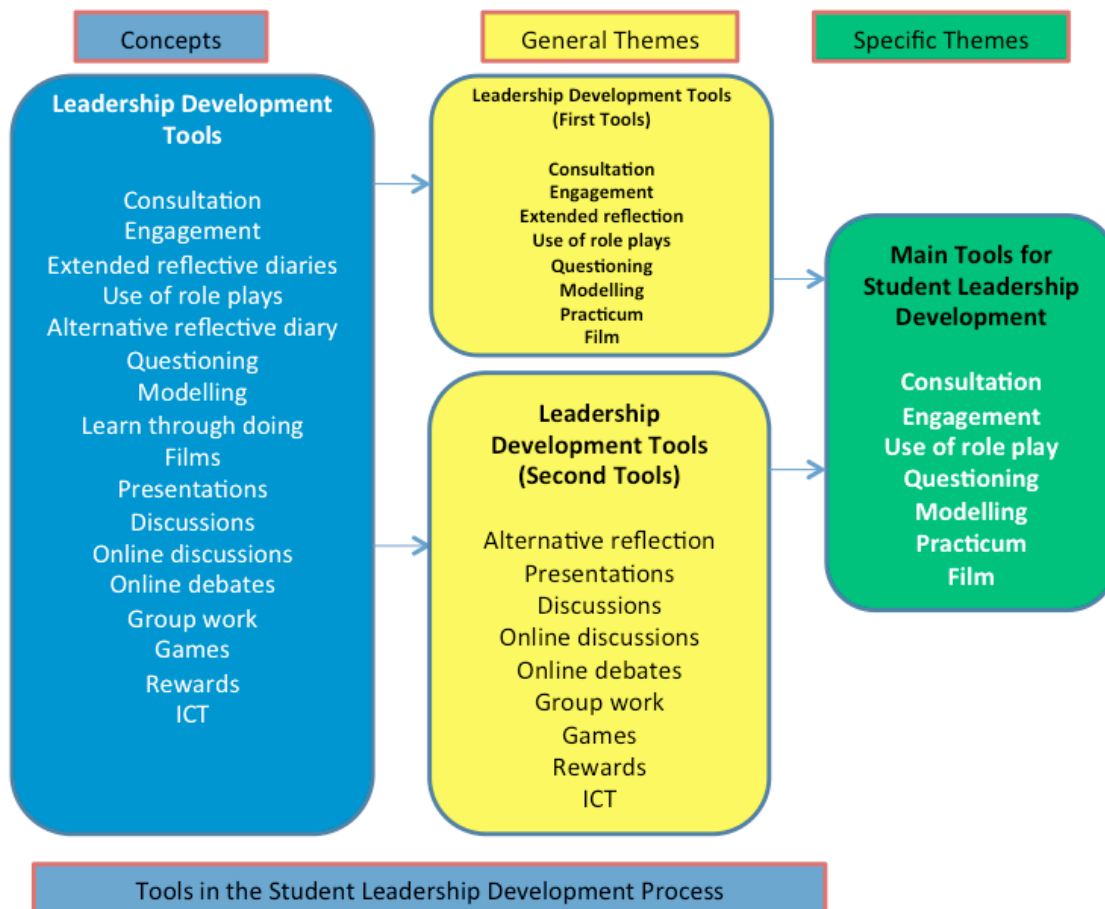 Concepts
General Themes
Specific Themes
Leadership Development
Tools
Consultation
Engagement
Extended reflective diaries
Use of role plays
Alternative reflective diary
Questioning
Modelling
Learn through doing
Films
Presentations
Discussions
Online discussions
Online debates
Group work
Games
Rewards
ICT
Leadership Development Tools
(First Tools)
Consultation
Engagement
Extended reflection
Use of role plays
Questioning
Modelling
Practicum
Film
Leadership
Development Tools
(Second Tools)
Alternative reflection
Presentations
Discussions
Online discussions
Online debates
Group work
Games
Rewards
ICT
Main Tools for
Student Leadership
Development
Consultation
Engagement
Use of role play
Questioning
Modelling
Practicum
Film
Tools in the Student Leadership Development Process